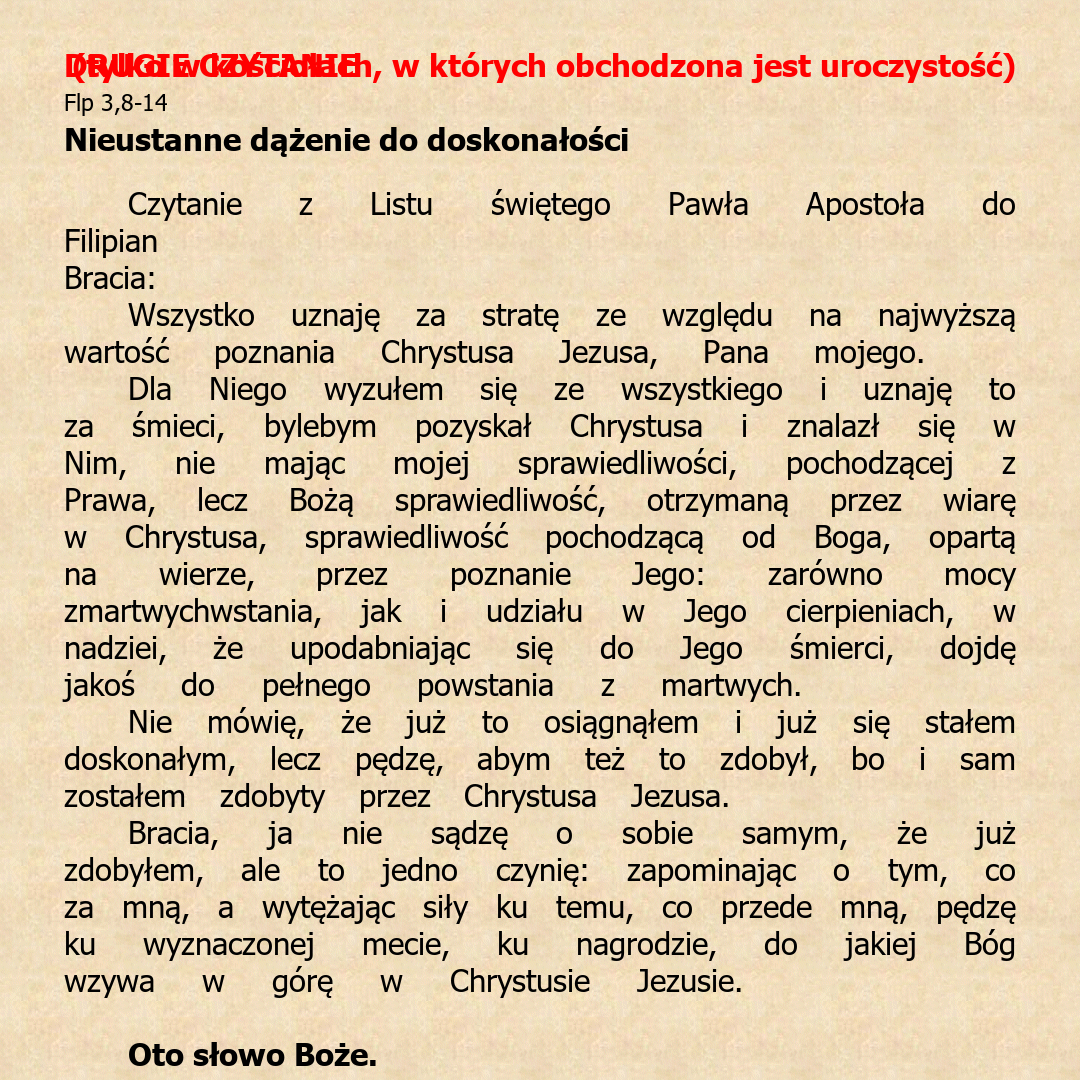 DRUGIE CZYTANIE
(tylko w kościołach, w których obchodzona jest uroczystość)
Flp 3,8-14
Nieustanne dążenie do doskonałości
Czytanie z Listu świętego Pawła Apostoła do
Filipian
Bracia:
Wszystko uznaję za stratę ze względu na najwyższą
wartość poznania Chrystusa Jezusa, Pana mojego.
Dla Niego wyzułem się ze wszystkiego i uznaję to
za śmieci, bylebym pozyskał Chrystusa i znalazł się w
Nim, nie mając mojej sprawiedliwości, pochodzącej z
Prawa, lecz Bożą sprawiedliwość, otrzymaną przez wiarę
w Chrystusa, sprawiedliwość pochodzącą od Boga, opartą
na wierze, przez poznanie Jego: zarówno mocy
zmartwychwstania, jak i udziału w Jego cierpieniach, w
nadziei, że upodabniając się do Jego śmierci, dojdę
jakoś do pełnego powstania z martwych.
Nie mówię, że już to osiągnąłem i już się stałem
doskonałym, lecz pędzę, abym też to zdobył, bo i sam
zostałem zdobyty przez Chrystusa Jezusa.
Bracia, ja nie sądzę o sobie samym, że już
zdobyłem, ale to jedno czynię: zapominając o tym, co
za mną, a wytężając siły ku temu, co przede mną, pędzę
ku wyznaczonej mecie, ku nagrodzie, do jakiej Bóg
wzywa w górę w Chrystusie Jezusie.
Oto słowo Boże.